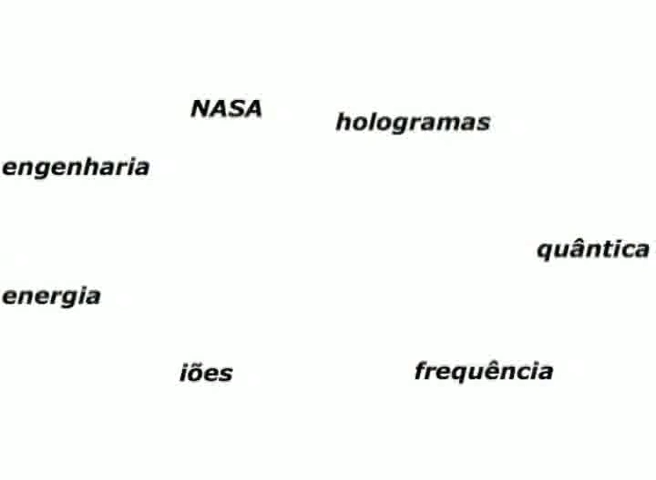 NASA
hologramas
engenharia
quântica
energia
iões
frequência